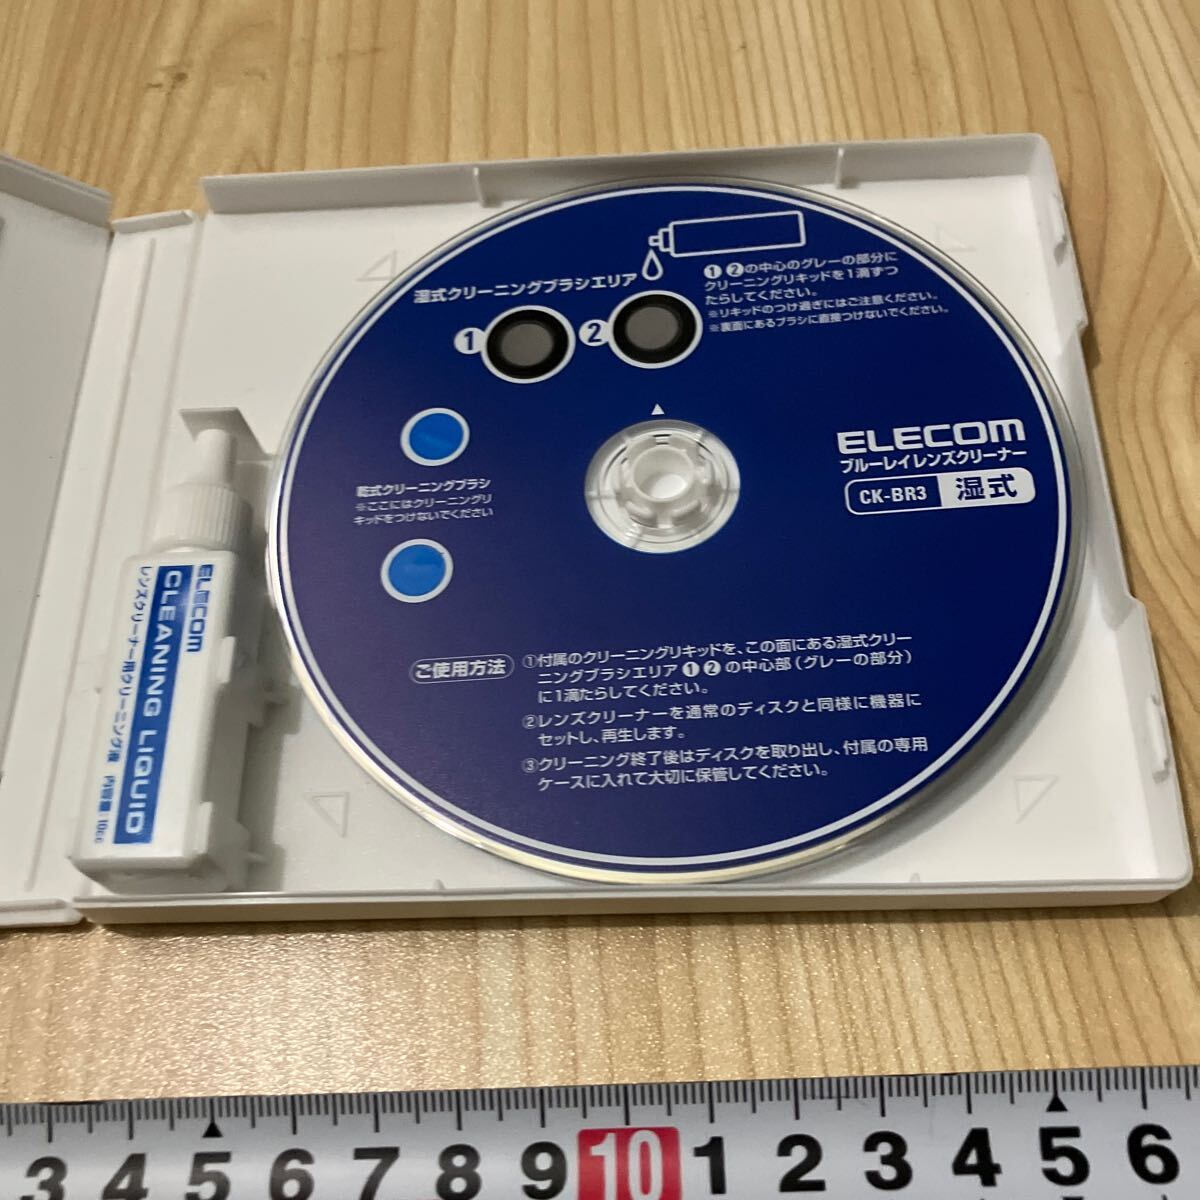 湿式クリーニングブラシエリア
❶ ❷の中心のグレーの部分に
クリーニングリキッドを1滴ずつ
たらしてください。
※リキッドのつけ過ぎにはご注意ください。
※裏面にあるブラシに直接つけないでください。
1
2
乾式クリーニングブラシ
※ここにはクリーニングリ
キッドをつけないでください
ELECOM
ブルーレイレンズクリーナー
CK-BR3 湿式
ご使用方法
①付属のクリーニングリキッドを、この面にある湿式クリー
ニングブラシエリア❶❷の中心部(グレーの部分)
に1滴たらしてください。
②レンズクリーナーを通常のディスクと同様に機器に
セットし、再生します。
③クリーニング終了後はディスクを取り出し、付属の専用
ケースに入れて大切に保管してください。
ELECOM
CLEANING LIQUID
レンズクリーナー用クリーニング液 内容量:10cc
3 4 5 6 7 8 9 10 1 2 3 4 5 6